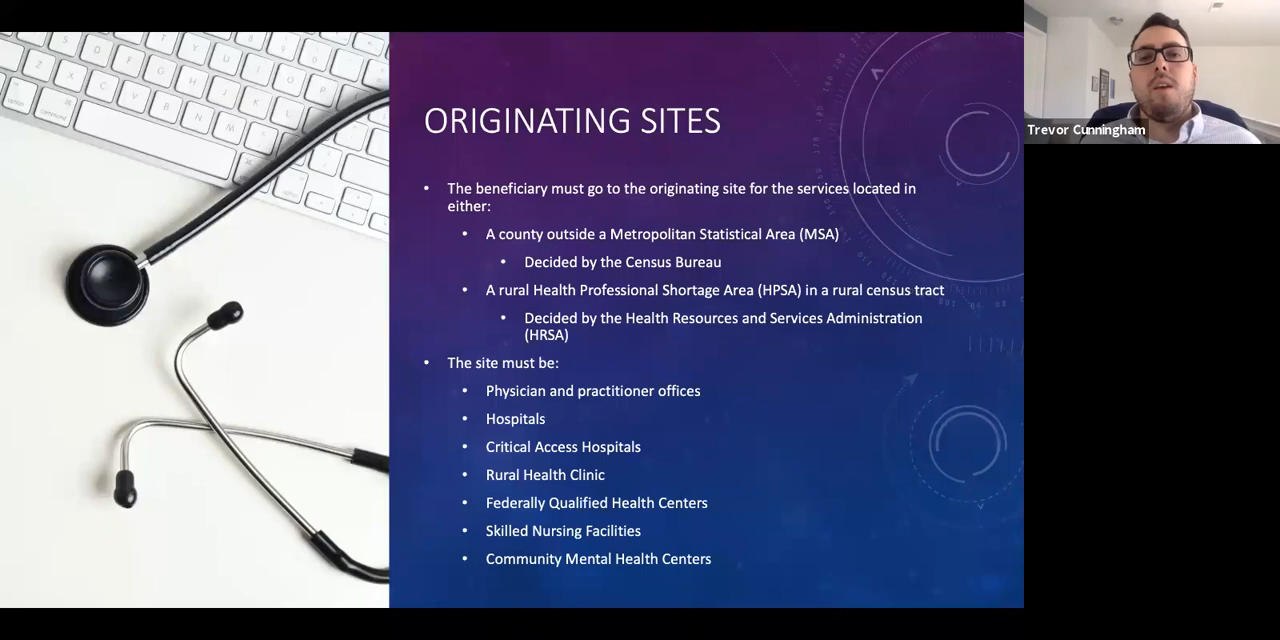 ORIGINATING SITES
Trevor Cunningham
• The beneficiary must go to the originating site for the services located in
either:
• A county outside a Metropolitan Statistical Area (MSA)
• Decided by the Census Bureau
• A rural Health Professional Shortage Area (HPSA) in a rural census tract
• Decided by the Health Resources and Services Administration
(HRSA)
• The site must be:
• Physician and practitioner offices
• Hospitals
• Critical Access Hospitals
• Rural Health Clinic
• Federally Qualified Health Centers
• Skilled Nursing Facilities
• Community Mental Health Centers